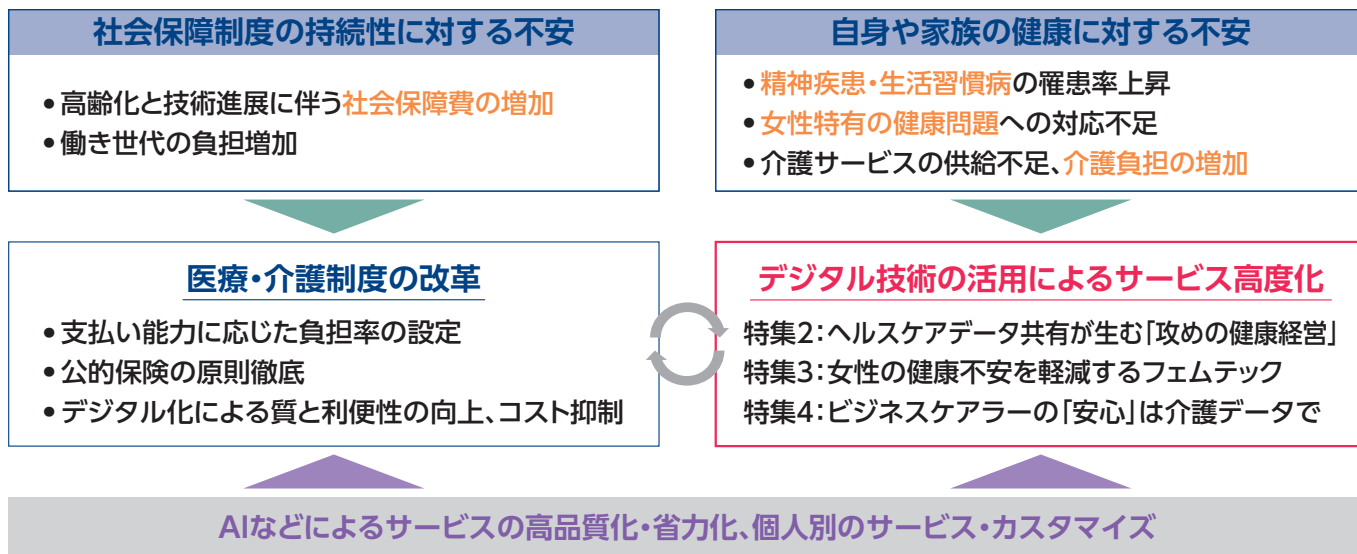 社会保障制度の持続性に対する不安
• 高齢化と技術進展に伴う社会保障費の増加
• 働き世代の負担増加
自身や家族の健康に対する不安
• 精神疾患・生活習慣病の罹患率上昇
• 女性特有の健康問題への対応不足
• 介護サービスの供給不足、介護負担の増加
医療・介護制度の改革
• 支払い能力に応じた負担率の設定
• 公的保険の原則徹底
• デジタル化による質と利便性の向上、コスト抑制
デジタル技術の活用によるサービス高度化
特集2：ヘルスケアデータ共有が生む「攻めの健康経営」
特集3：女性の健康不安を軽減するフェムテック
特集4：ビジネスケアラーの「安心」は介護データで
AIなどによるサービスの高品質化・省力化、個人別のサービス・カスタマイズ